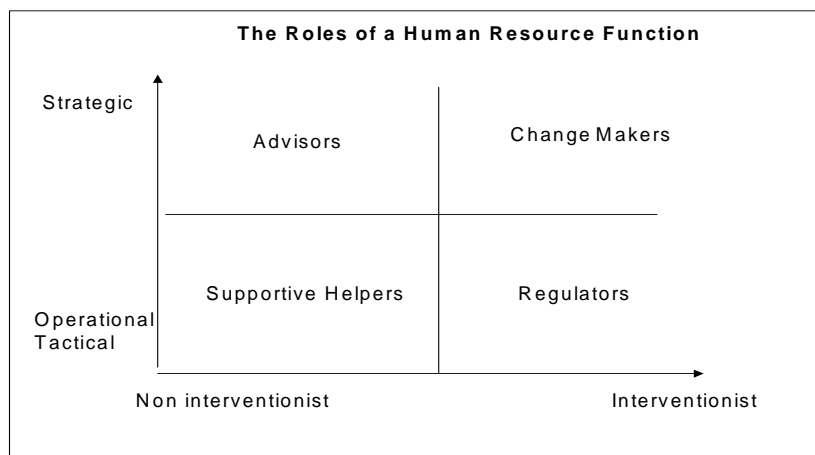 The Roles of a Human Resource Function
Strategic
Advisors
Change Makers
Supportive Helpers
Regulators
Operational
Tactical
Non interventionist
Interventionist